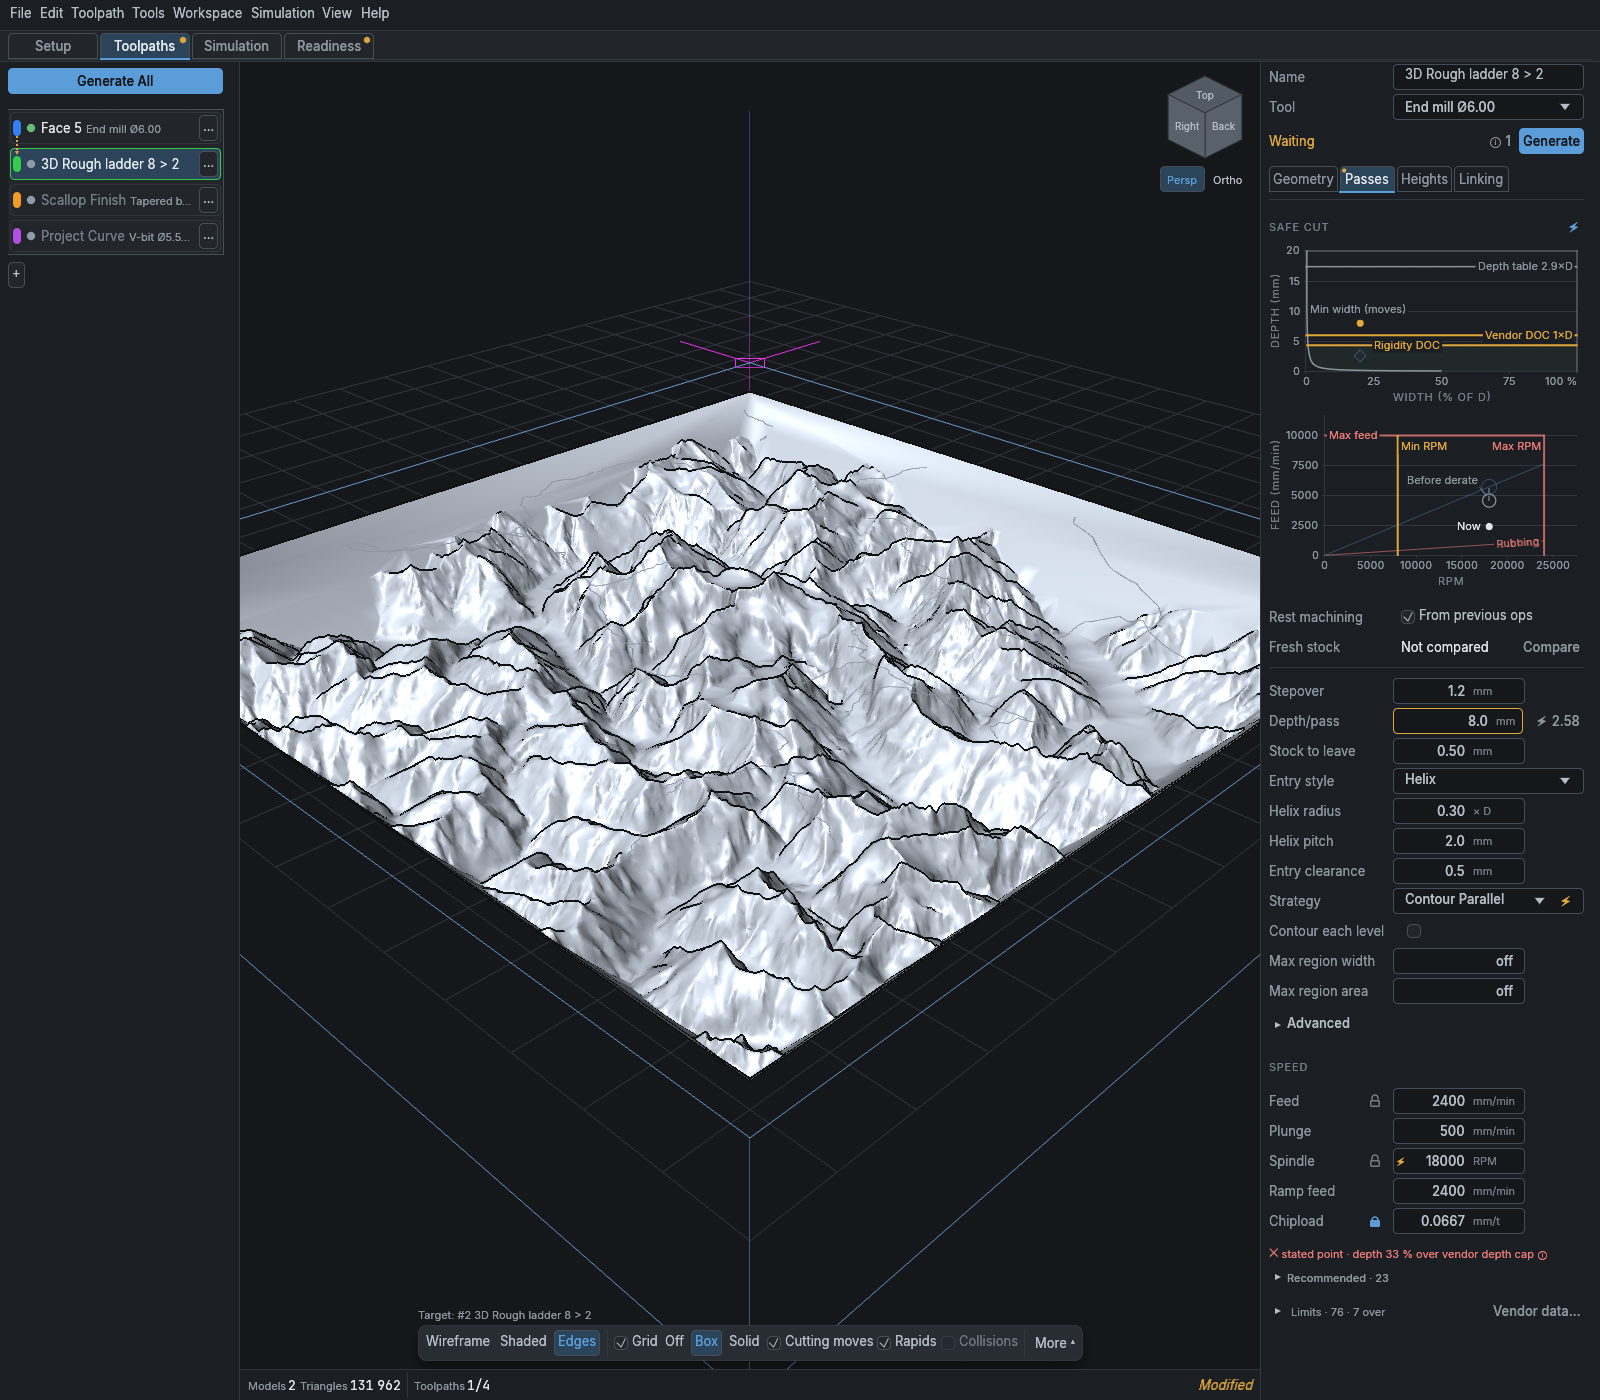 File Edit Toolpath Tools Workspace Simulation View Help
Setup Toolpaths Simulation Readiness
Generate All
Face 5 End mill Ø6.00 ...
3D Rough ladder 8 > 2 ...
Scallop Finish Tapered b... ...
Project Curve V-bit Ø5.5... ...
+
Top
Right Back
Persp Ortho
Target: #2 3D Rough ladder 8 > 2
Wireframe Shaded Edges Grid Off Box Solid Cutting moves Rapids Collisions More
Models 2 Triangles 131 962 Toolpaths 1/4 Modified
Name 3D Rough ladder 8 > 2
Tool End mill Ø6.00
Waiting 1 Generate
Geometry Passes Heights Linking
SAFE CUT
DEPTH (mm)
20
15
10
5
0
Depth table 2.9×D
Min width (moves)
Vendor DOC 1×D
Rigidity DOC
0 25 50 75 100 %
WIDTH (% OF D)
FEED (mm/min)
10000
7500
5000
2500
0
Max feed
Min RPM Max RPM
Before derate
Now
Rubbing
0 5000 10000 15000 20000 25000
RPM
Rest machining From previous ops
Fresh stock Not compared Compare
Stepover 1.2 mm
Depth/pass 8.0 mm 2.58
Stock to leave 0.50 mm
Entry style Helix
Helix radius 0.30 × D
Helix pitch 2.0 mm
Entry clearance 0.5 mm
Strategy Contour Parallel
Contour each level
Max region width off
Max region area off
Advanced
SPEED
Feed 2400 mm/min
Plunge 500 mm/min
Spindle 18000 RPM
Ramp feed 2400 mm/min
Chipload 0.0667 mm/t
stated point · depth 33 % over vendor depth cap
Recommended · 23
Limits · 76 · 7 over Vendor data...